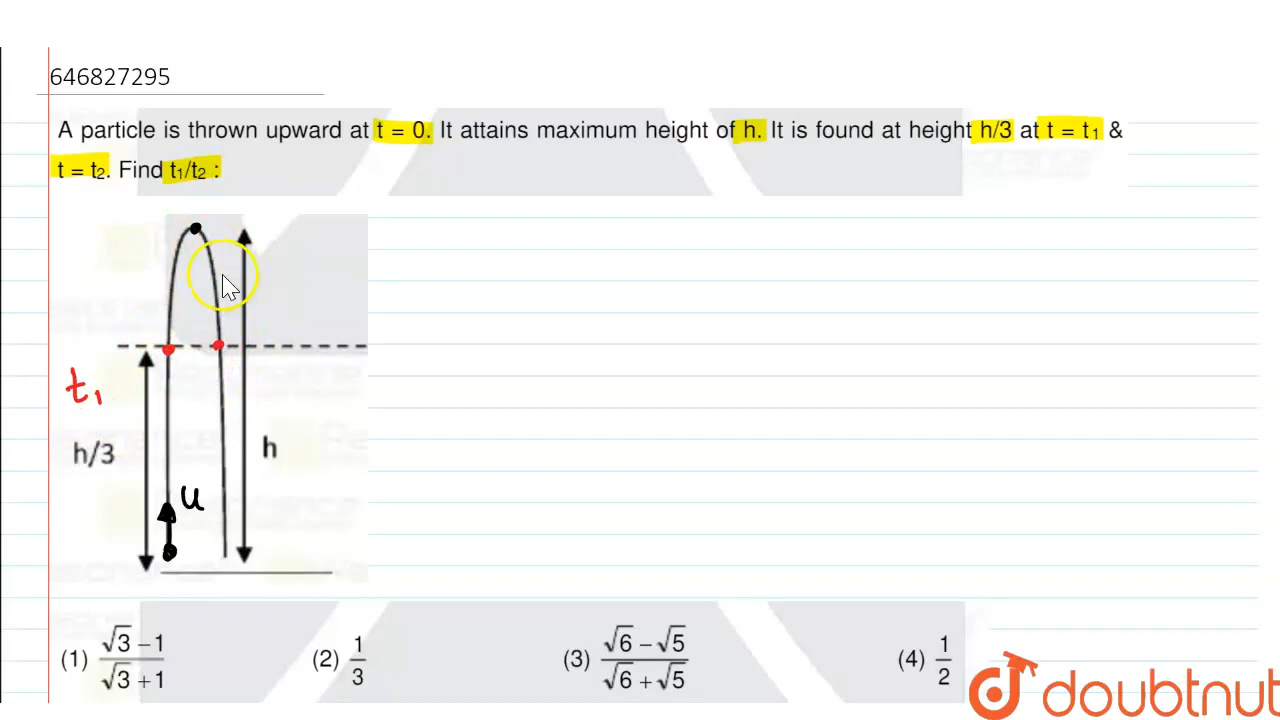 646827295
A particle is thrown upward at t = 0. It attains maximum height of h. It is found at height h/3 at t = t₁ &
t = t₂. Find t₁/t₂ :
t₁
h/3
h
u
(1) (√3 – 1)/(√3 + 1) (2) 1/3 (3) (√6 – √5)/(√6 + √5) (4) 1/2
doubtnut